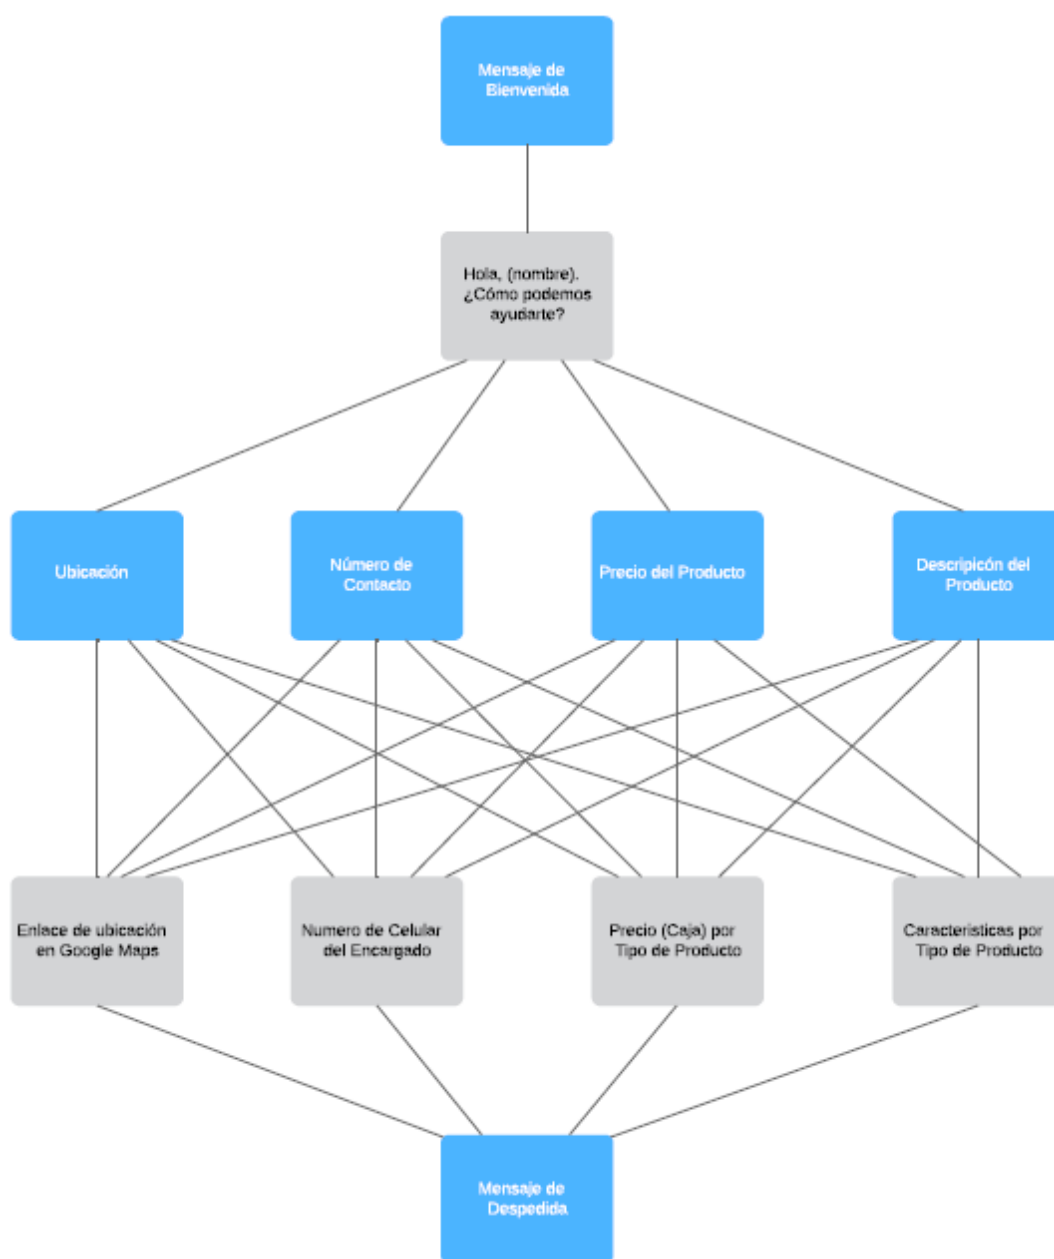 Mensaje de
Bienvenida
Hola, (nombre).
¿Cómo podemos
ayudarte?
Ubicación
Número de
Contacto
Precio del Producto
Descripicón del
Producto
Enlace de ubicación
en Google Maps
Numero de Celular
del Encargado
Precio (Caja) por
Tipo de Producto
Caracteristicas por
Tipo de Producto
Mensaje de
Despedida